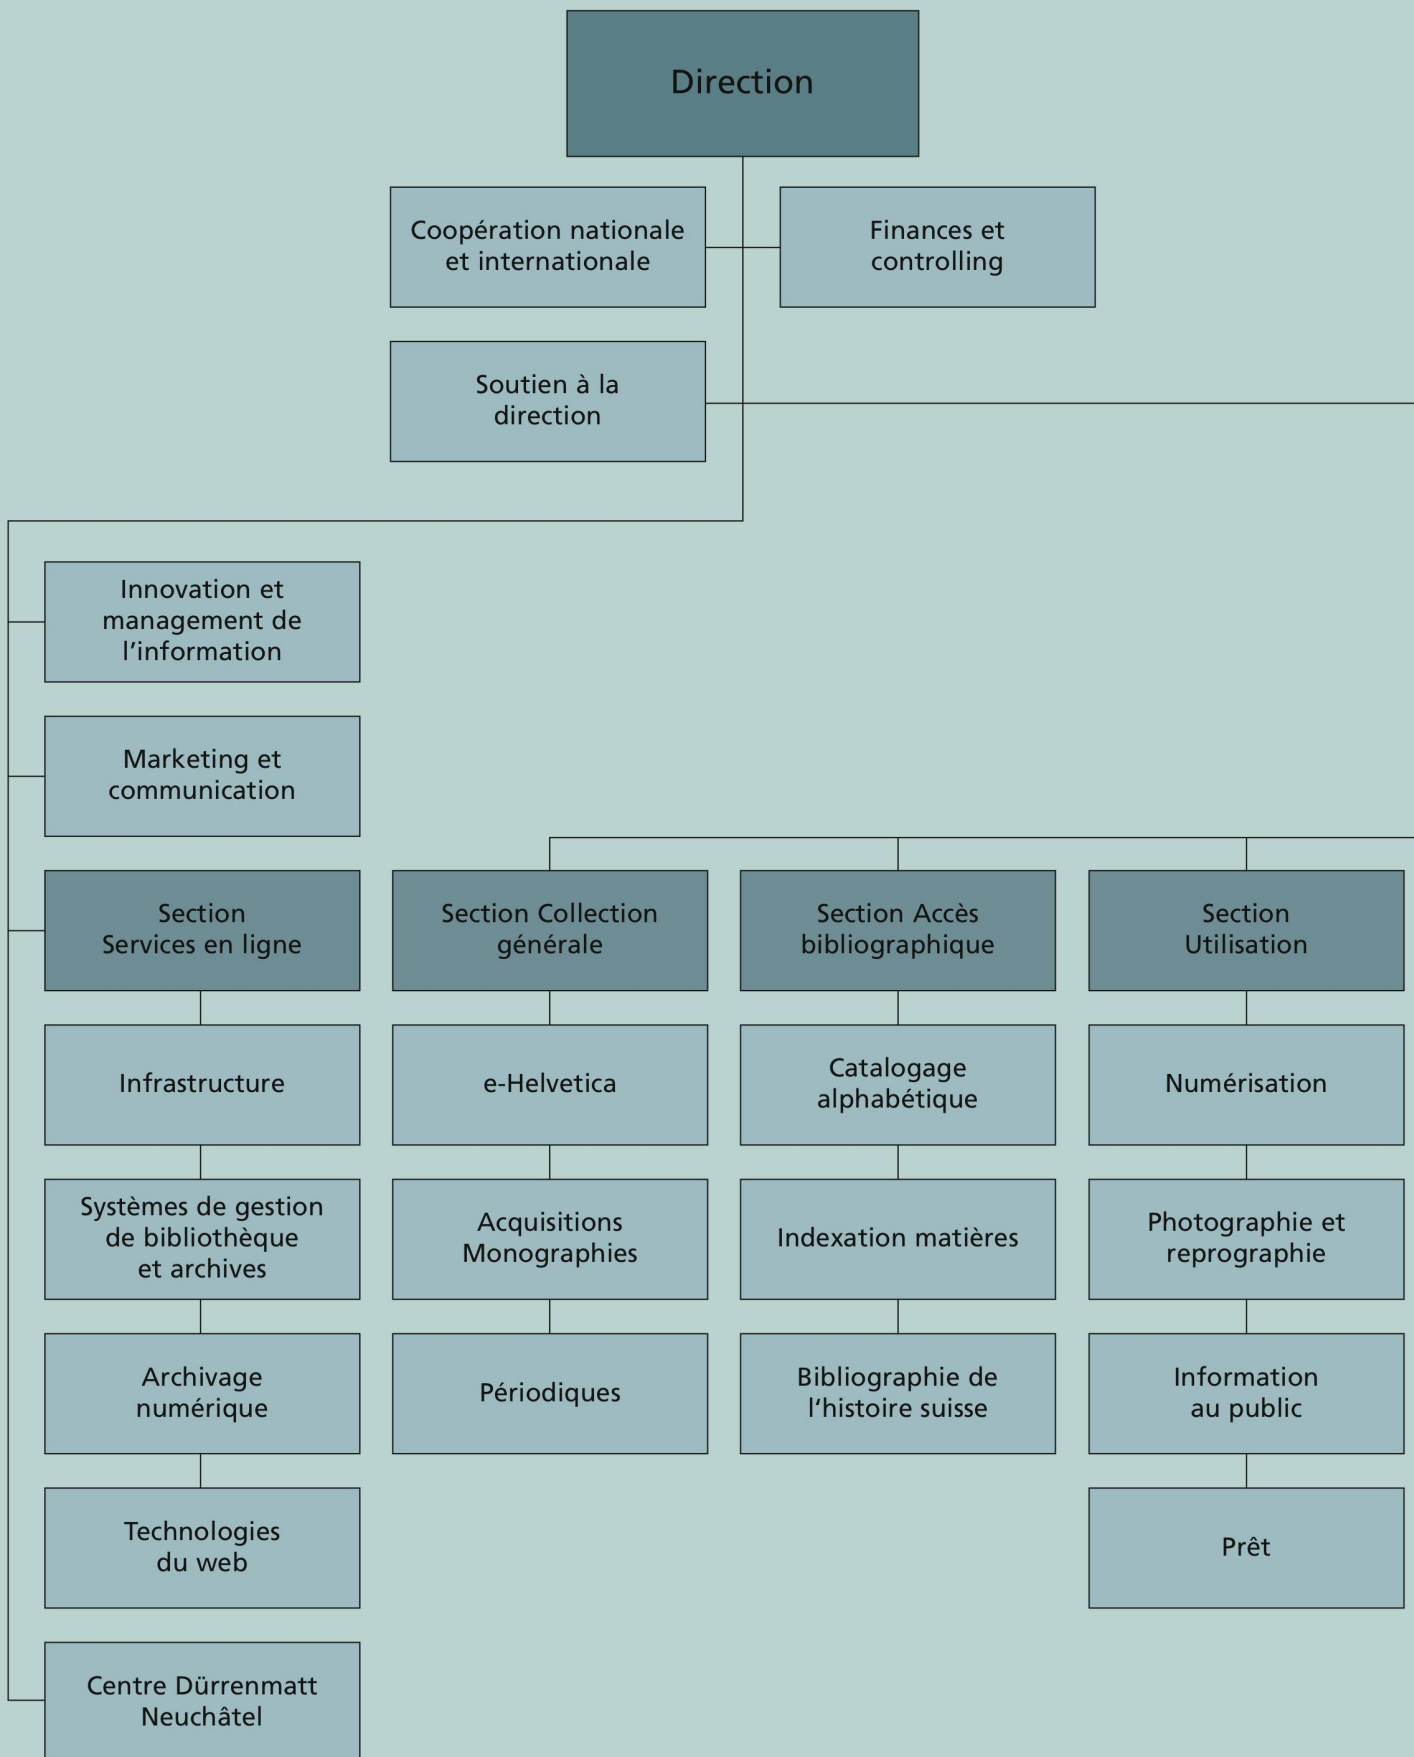 Direction
Coopération nationale
et internationale
Finances et
controlling
Soutien à la
direction
Innovation et
management de
l'information
Marketing et
communication
Section
Services en ligne
Infrastructure
Systèmes de gestion
de bibliothèque
et archives
Archivage
numérique
Technologies
du web
Centre Dürrenmatt
Neuchâtel
Section Collection
générale
e-Helvetica
Acquisitions
Monographies
Périodiques
Section Accès
bibliographique
Catalogage
alphabétique
Indexation matières
Bibliographie de
l'histoire suisse
Section
Utilisation
Numérisation
Photographie et
reprographie
Information
au public
Prêt